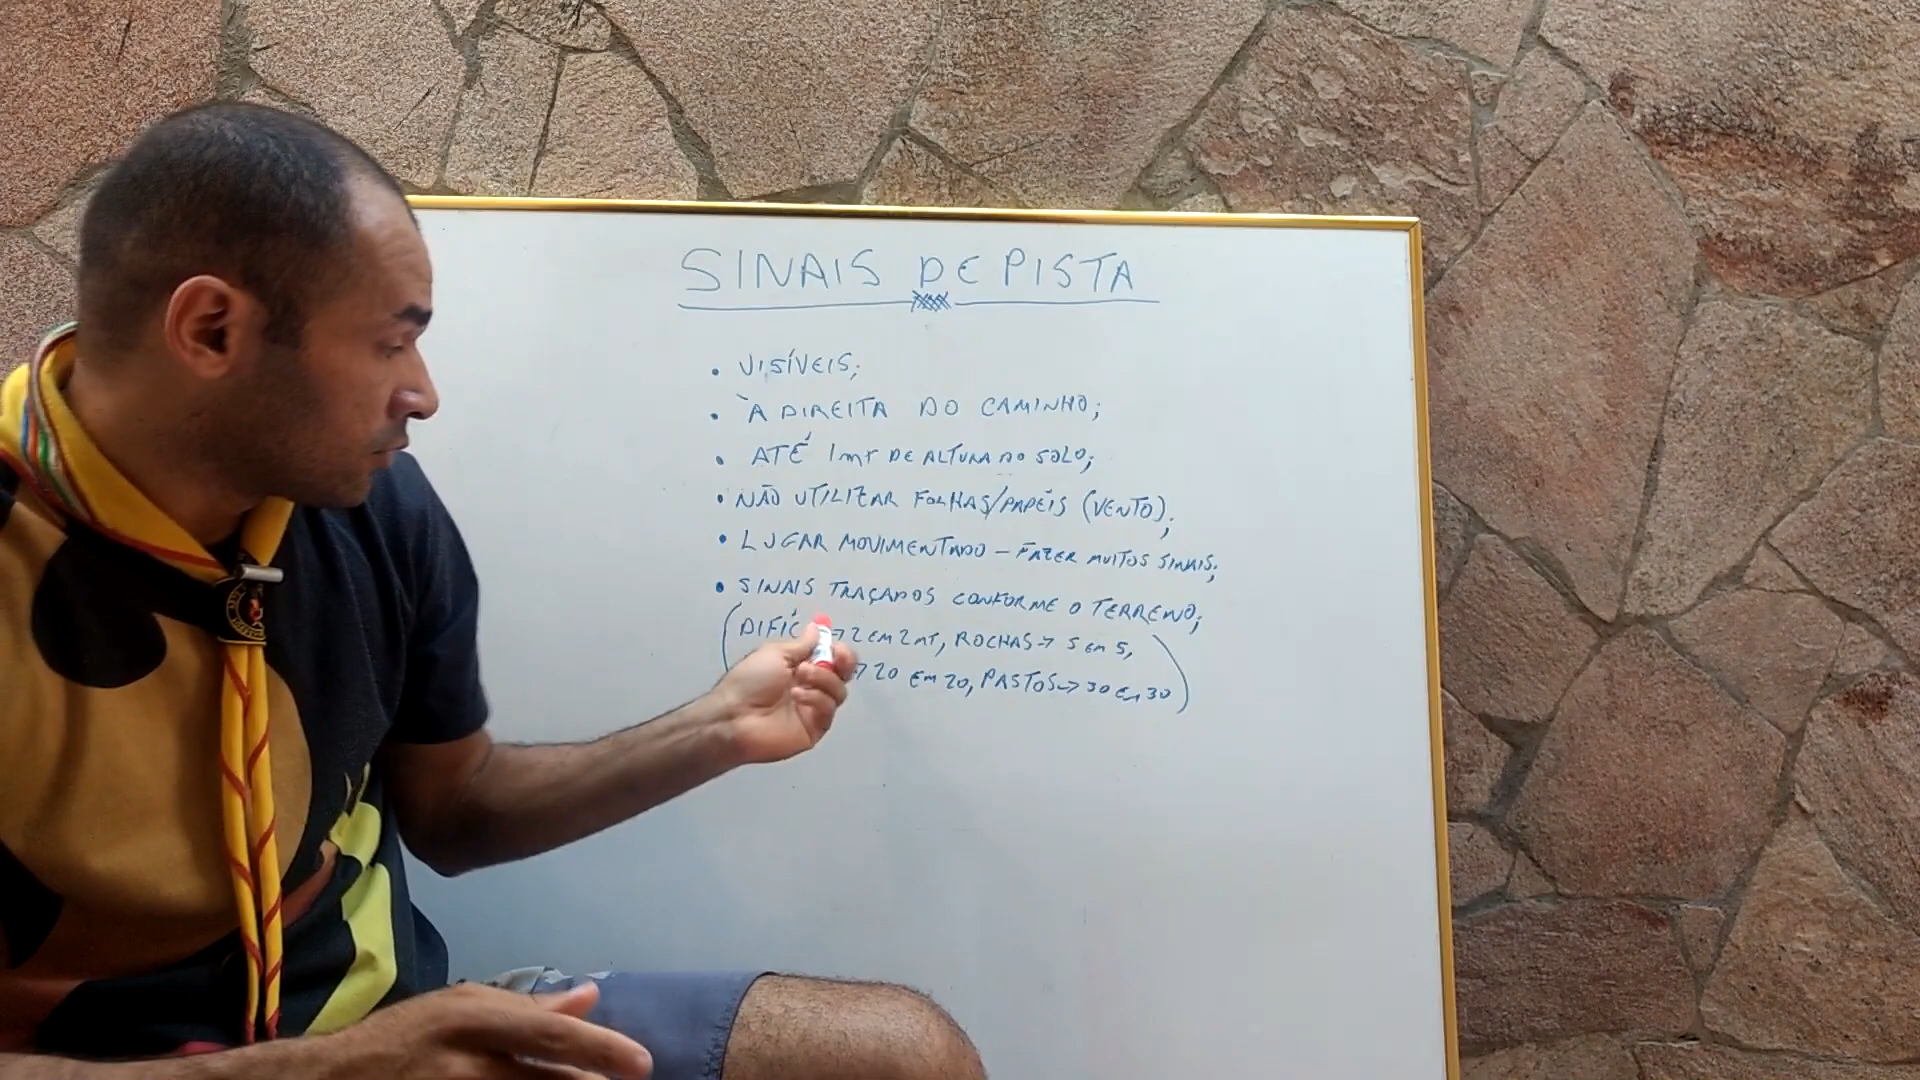 SINAIS DE PISTA
• VISÍVEIS;
• À DIREITA DO CAMINHO;
• ATÉ 1mt DE ALTURA DO SOLO;
• NÃO UTILIZAR FOLHAS/PAPÉIS (VENTO);
• LUGAR MOVIMENTADO – FAZER MUITOS SINAIS;
• SINAIS TRAÇADOS CONFORME O TERRENO;
→ 2 EM 2 MT, ROCHAS → 5 EM 5,
→ 20 EM 20, PASTOS → 30 EM 30)